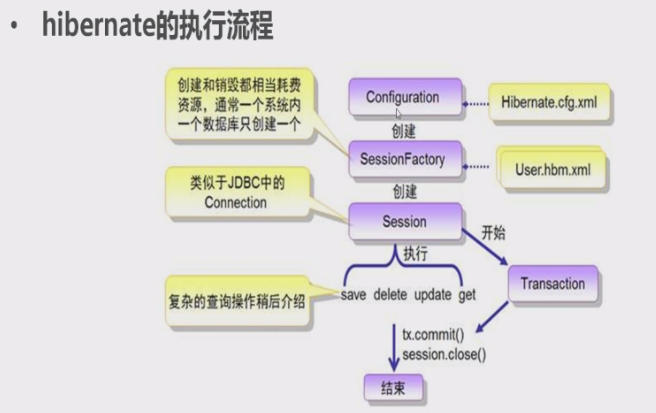 • hibernate的执行流程
创建和销毁都相当耗费
资源，通常一个系统内
一个数据库只创建一个
Configuration
Hibernate.cfg.xml
创建
SessionFactory
User.hbm.xml
创建
类似于JDBC中的
Connection
Session
开始
执行
Transaction
复杂的查询操作稍后介绍
save delete update get
tx.commit()
session.close()
结束